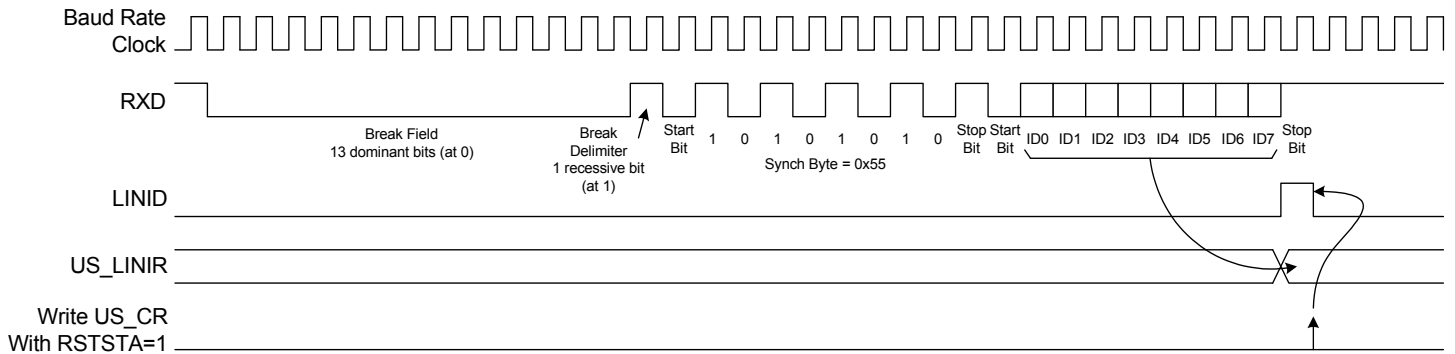 Baud Rate
Clock
RXD
Break Field
13 dominant bits (at 0)
Break
Delimiter
1 recessive bit
(at 1)
Start
Bit
1 0 1 0 1 0 1 0
Synch Byte = 0x55
Stop
Bit
Start
Bit
ID0 ID1 ID2 ID3 ID4 ID5 ID6 ID7
Stop
Bit
LINID
US_LINIR
Write US_CR
With RSTSTA=1